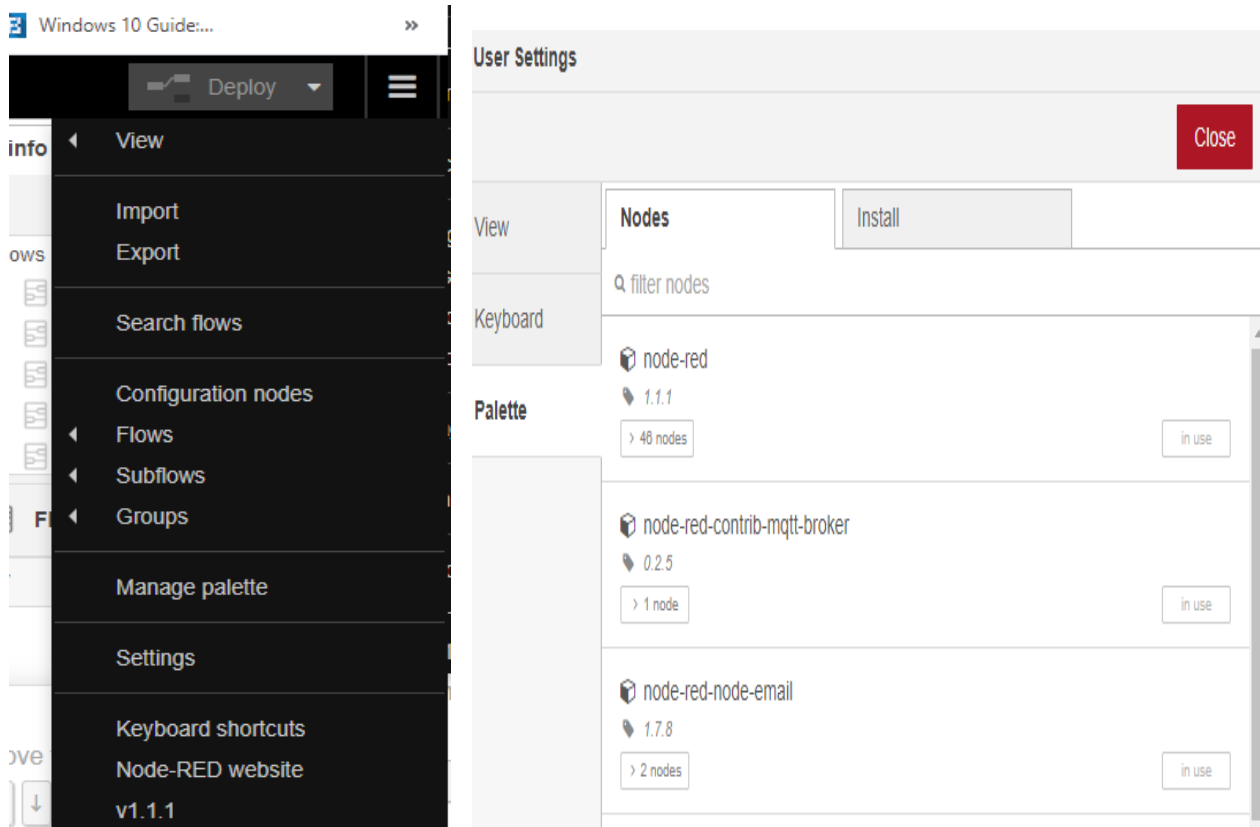 Windows 10 Guide:...
»
Deploy
info
View
Import
Export
ows
Search flows
Configuration nodes
Flows
Subflows
Groups
Manage palette
Settings
Keyboard shortcuts
Node-RED website
v1.1.1
User Settings
Close
View
Keyboard
Palette
Nodes
Install
filter nodes
node-red
1.1.1
> 46 nodes
in use
node-red-contrib-mqtt-broker
0.2.5
> 1 node
in use
node-red-node-email
1.7.8
> 2 nodes
in use